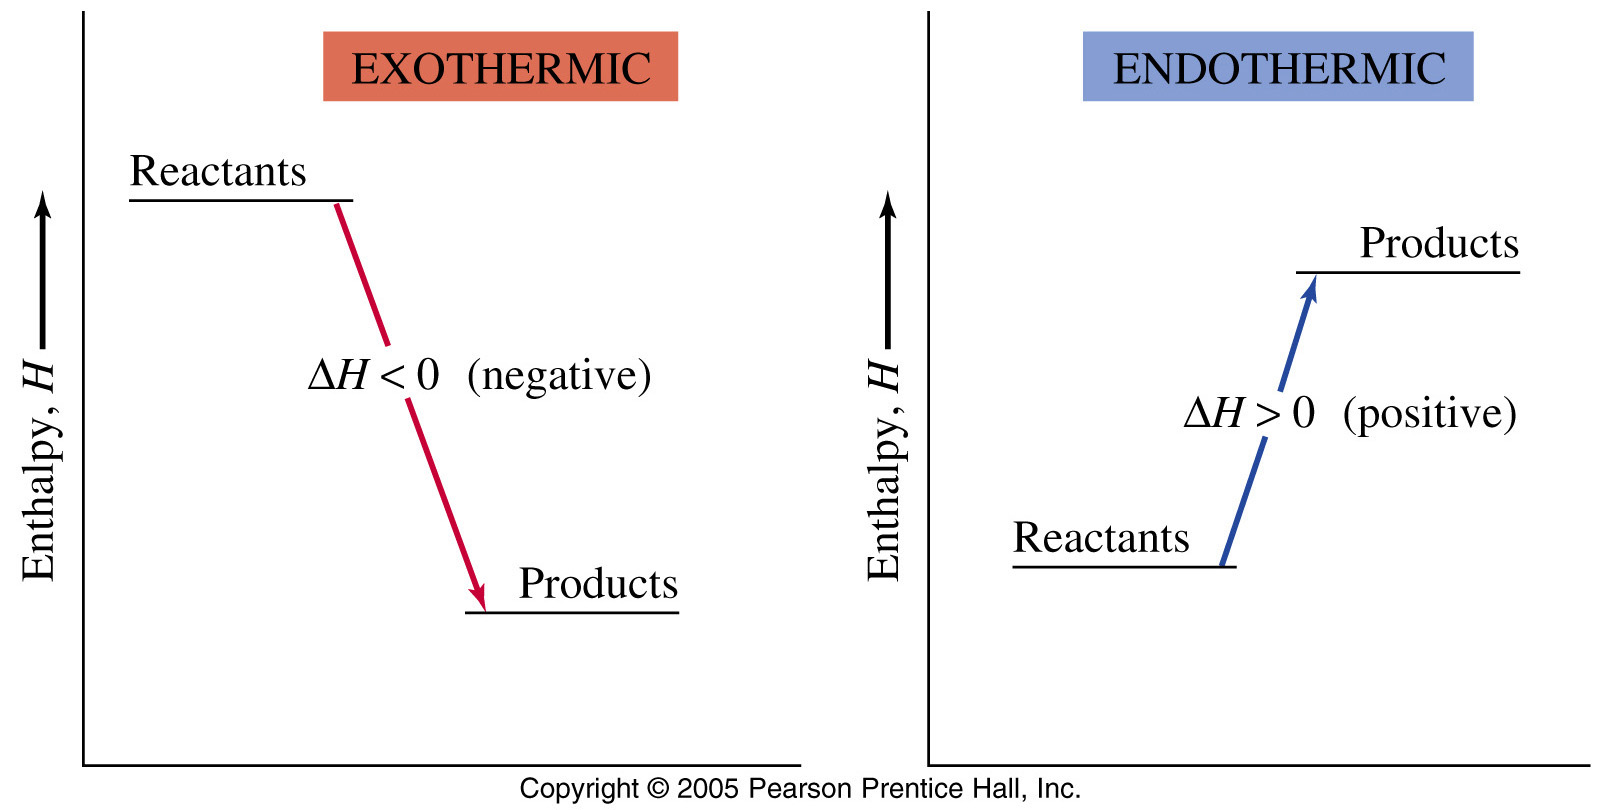 EXOTHERMIC
Reactants
ΔH < 0 (negative)
Products
Enthalpy, H
ENDOTHERMIC
Products
ΔH > 0 (positive)
Reactants
Enthalpy, H
Copyright © 2005 Pearson Prentice Hall, Inc.